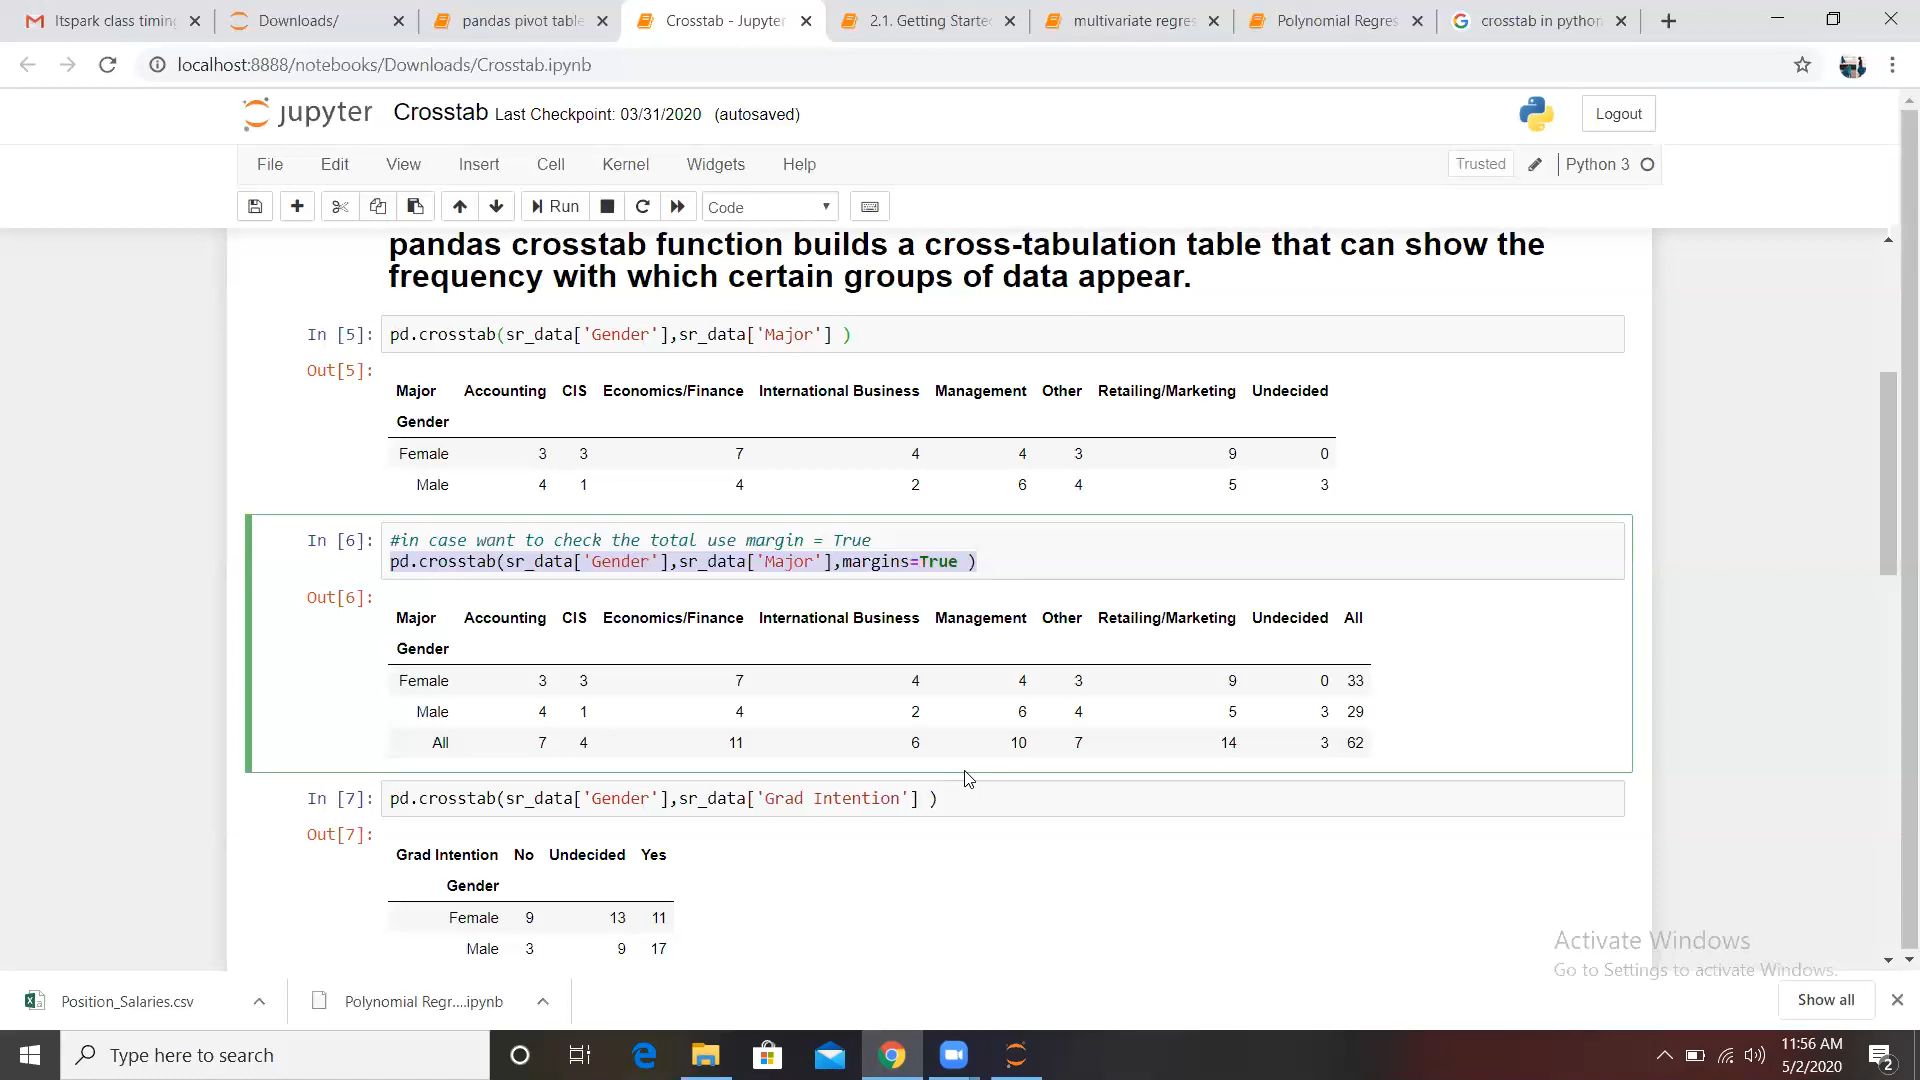 Itspark class timin
Downloads/
pandas pivot table
Crosstab - Jupyter
2.1. Getting Starte
multivariate regres
Polynomial Regres
crosstab in python
localhost:8888/notebooks/Downloads/Crosstab.ipynb
jupyter Crosstab Last Checkpoint: 03/31/2020 (autosaved)
Logout
File Edit View Insert Cell Kernel Widgets Help
Trusted Python 3
Run Code
pandas crosstab function builds a cross-tabulation table that can show the
frequency with which certain groups of data appear.
In [5]: pd.crosstab(sr_data['Gender'],sr_data['Major'] )
Out[5]:
Major Accounting CIS Economics/Finance International Business Management Other Retailing/Marketing Undecided
Gender
Female 3 3 7 4 4 3 9 0
Male 4 1 4 2 6 4 5 3
In [6]: #in case want to check the total use margin = True
pd.crosstab(sr_data['Gender'],sr_data['Major'],margins=True )
Out[6]:
Major Accounting CIS Economics/Finance International Business Management Other Retailing/Marketing Undecided All
Gender
Female 3 3 7 4 4 3 9 0 33
Male 4 1 4 2 6 4 5 3 29
All 7 4 11 6 10 7 14 3 62
In [7]: pd.crosstab(sr_data['Gender'],sr_data['Grad Intention'] )
Out[7]:
Grad Intention No Undecided Yes
Gender
Female 9 13 11
Male 3 9 17
Activate Windows
Go to Settings to activate Windows.
Position_Salaries.csv
Polynomial Regr....ipynb
Show all
Type here to search
11:56 AM
5/2/2020
2